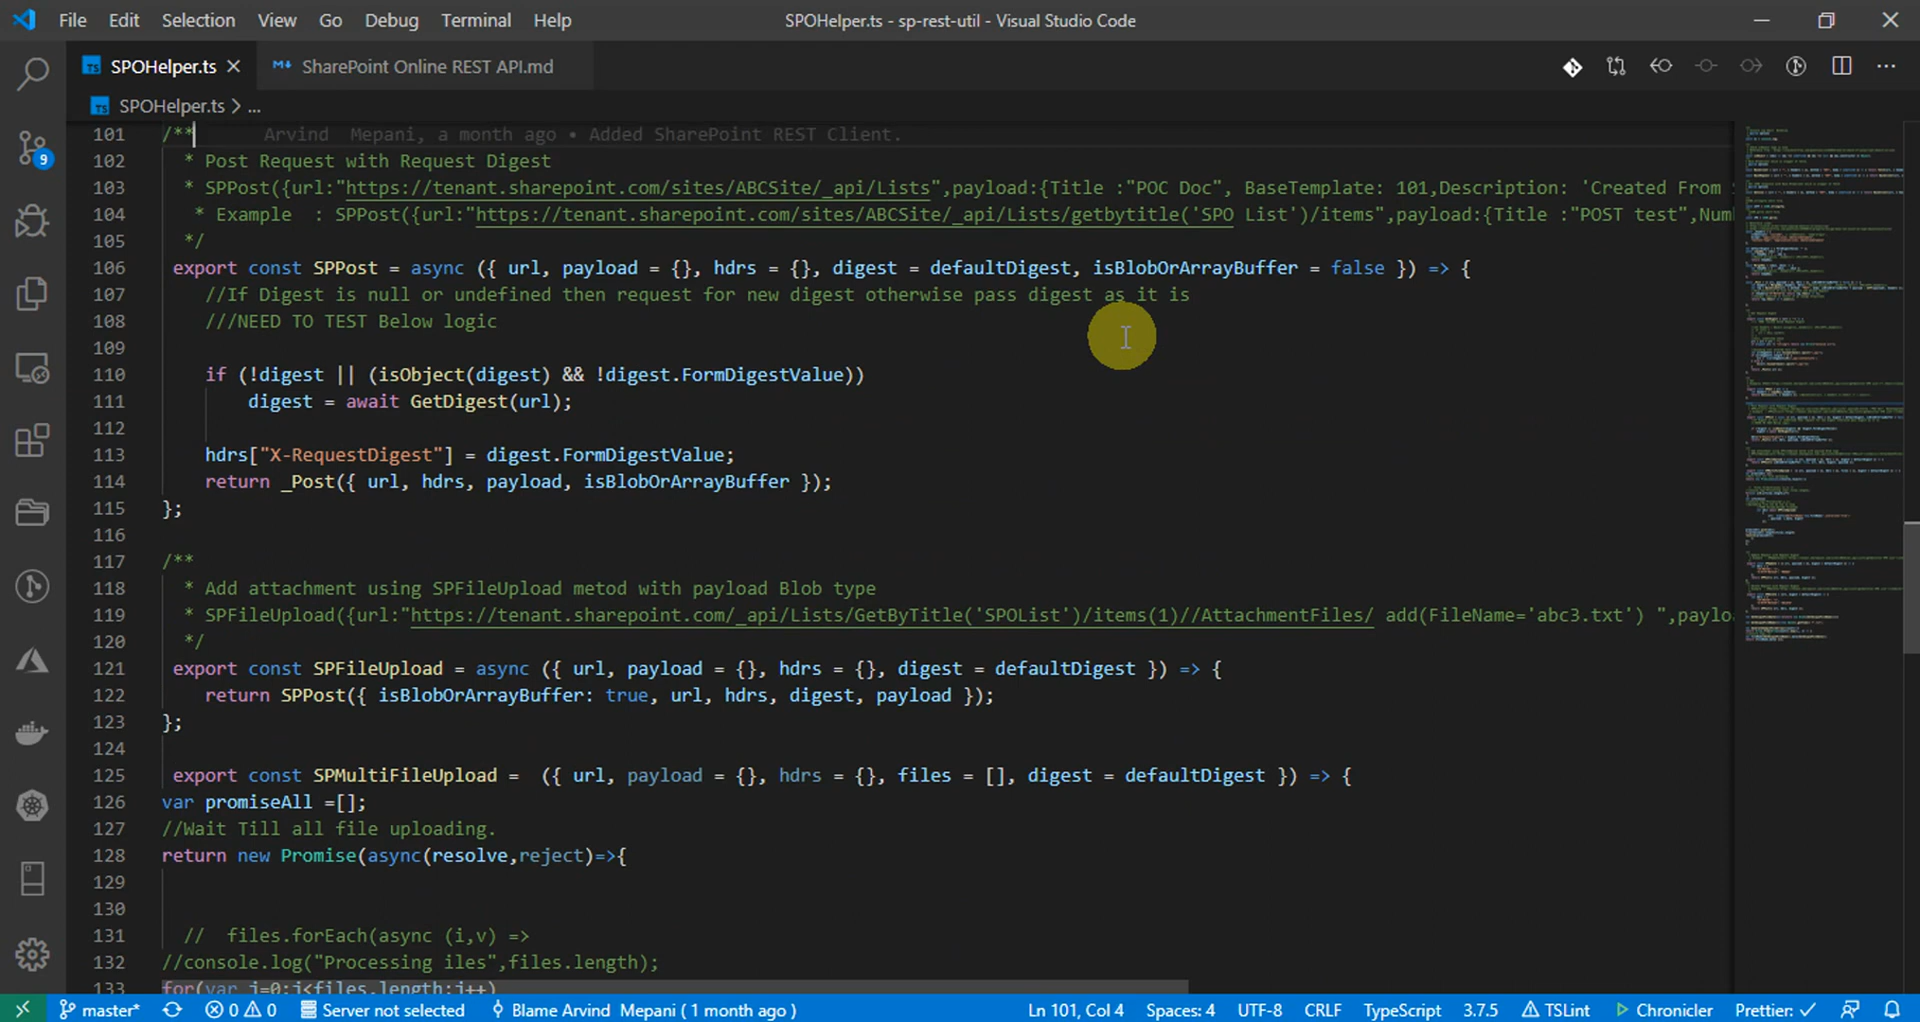 File Edit Selection View Go Debug Terminal Help SPOHelper.ts - sp-rest-util - Visual Studio Code
SPOHelper.ts SharePoint Online REST API.md
SPOHelper.ts > ...
101 /** Arvind Mepani, a month ago • Added SharePoint REST Client.
102 * Post Request with Request Digest
103 * SPPost({url:"https://tenant.sharepoint.com/sites/ABCSite/_api/Lists",payload:{Title :"POC Doc", BaseTemplate: 101,Description: 'Created From
104 * Example : SPPost({url:"https://tenant.sharepoint.com/sites/ABCSite/_api/Lists/getbytitle('SPO List')/items",payload:{Title :"POST test",Num
105 */
106 export const SPPost = async ({ url, payload = {}, hdrs = {}, digest = defaultDigest, isBlobOrArrayBuffer = false }) => {
107 //If Digest is null or undefined then request for new digest otherwise pass digest as it is
108 ///NEED TO TEST Below logic
109
110 if (!digest || (isObject(digest) && !digest.FormDigestValue))
111 digest = await GetDigest(url);
112
113 hdrs["X-RequestDigest"] = digest.FormDigestValue;
114 return _Post({ url, hdrs, payload, isBlobOrArrayBuffer });
115 };
116
117 /**
118 * Add attachment using SPFileUpload metod with payload Blob type
119 * SPFileUpload({url:"https://tenant.sharepoint.com/_api/Lists/GetByTitle('SPOList')/items(1)//AttachmentFiles/ add(FileName='abc3.txt') ",paylo
120 */
121 export const SPFileUpload = async ({ url, payload = {}, hdrs = {}, digest = defaultDigest }) => {
122 return SPPost({ isBlobOrArrayBuffer: true, url, hdrs, digest, payload });
123 };
124
125 export const SPMultiFileUpload = ({ url, payload = {}, hdrs = {}, files = [], digest = defaultDigest }) => {
126 var promiseAll =[];
127 //Wait Till all file uploading.
128 return new Promise(async(resolve,reject)=>{
129
130
131 // files.forEach(async (i,v) =>
132 //console.log("Processing iles",files.length);
133 for(var i=0;i<files.length;i++)
9
master* 0 0 Server not selected Blame Arvind Mepani ( 1 month ago ) Ln 101, Col 4 Spaces: 4 UTF-8 CRLF TypeScript 3.7.5 TSLint Chronicler Prettier: ✓